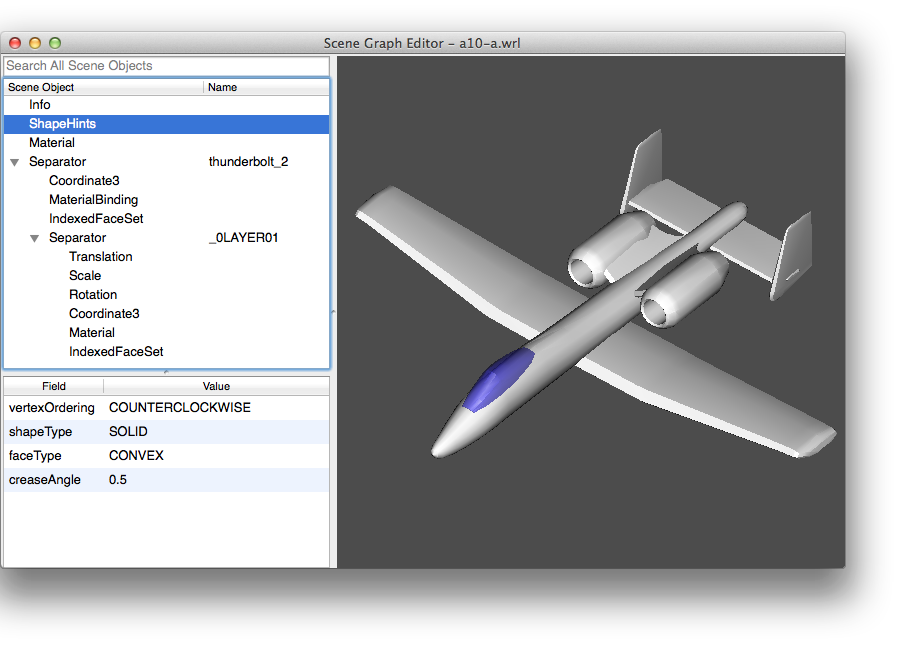 Scene Graph Editor – a10-a.wrl
Search All Scene Objects
Scene Object Name
Info
ShapeHints
Material
Separator thunderbolt_2
Coordinate3
MaterialBinding
IndexedFaceSet
Separator _0LAYER01
Translation
Scale
Rotation
Coordinate3
Material
IndexedFaceSet
Field Value
vertexOrdering COUNTERCLOCKWISE
shapeType SOLID
faceType CONVEX
creaseAngle 0.5